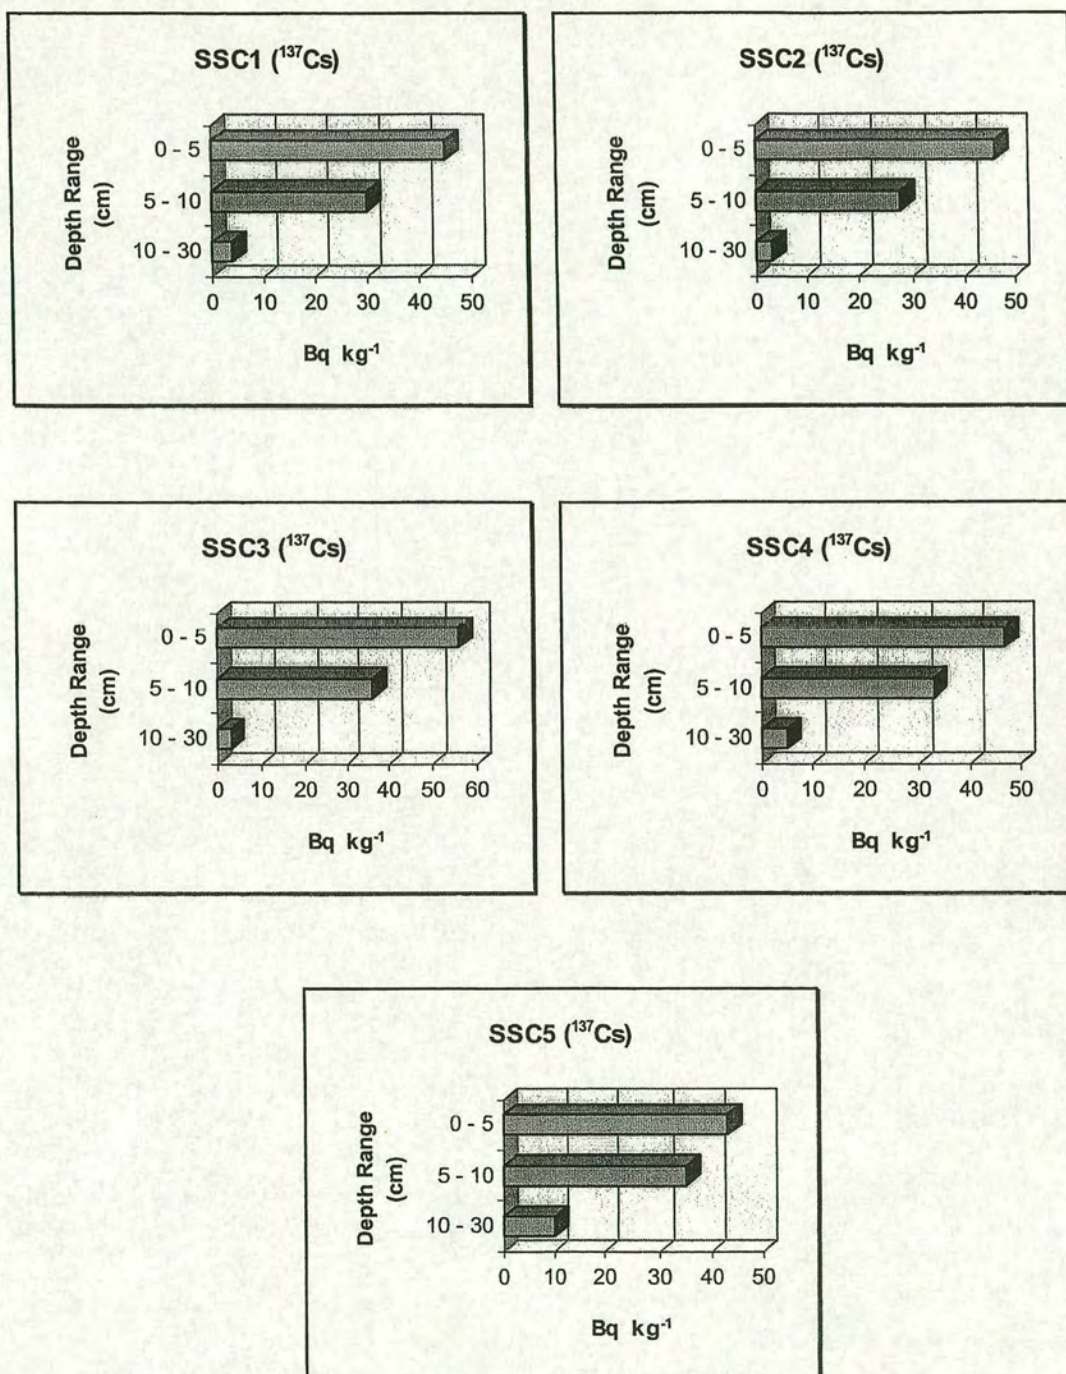 SSC1 (¹³⁷Cs)
Depth Range
(cm)
0 - 5
5 - 10
10 - 30
0 10 20 30 40 50
Bq kg⁻¹
SSC2 (¹³⁷Cs)
Depth Range
(cm)
0 - 5
5 - 10
10 - 30
0 10 20 30 40 50
Bq kg⁻¹
SSC3 (¹³⁷Cs)
Depth Range
(cm)
0 - 5
5 - 10
10 - 30
0 10 20 30 40 50 60
Bq kg⁻¹
SSC4 (¹³⁷Cs)
Depth Range
(cm)
0 - 5
5 - 10
10 - 30
0 10 20 30 40 50
Bq kg⁻¹
SSC5 (¹³⁷Cs)
Depth Range
(cm)
0 - 5
5 - 10
10 - 30
0 10 20 30 40 50
Bq kg⁻¹